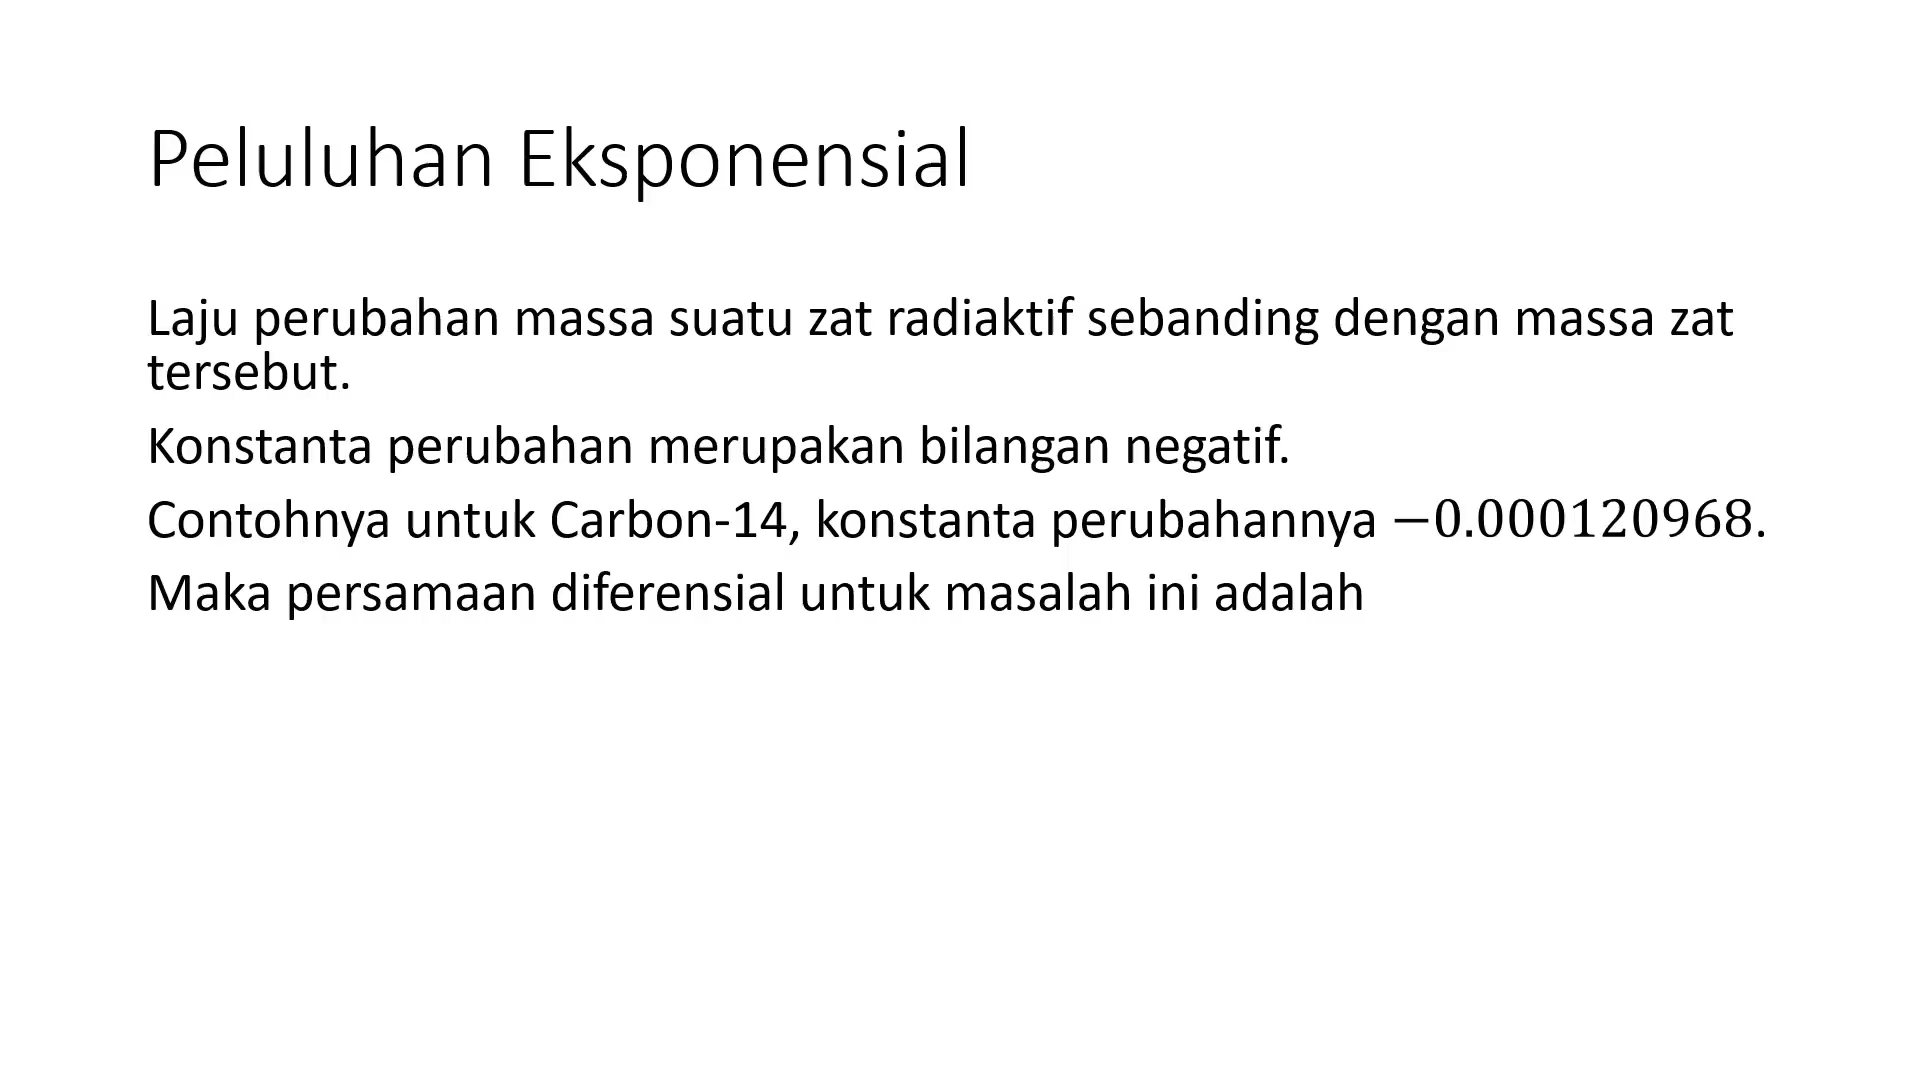 Peluluhan Eksponensial
Laju perubahan massa suatu zat radiaktif sebanding dengan massa zat
tersebut.
Konstanta perubahan merupakan bilangan negatif.
Contohnya untuk Carbon-14, konstanta perubahannya −0.000120968.
Maka persamaan diferensial untuk masalah ini adalah